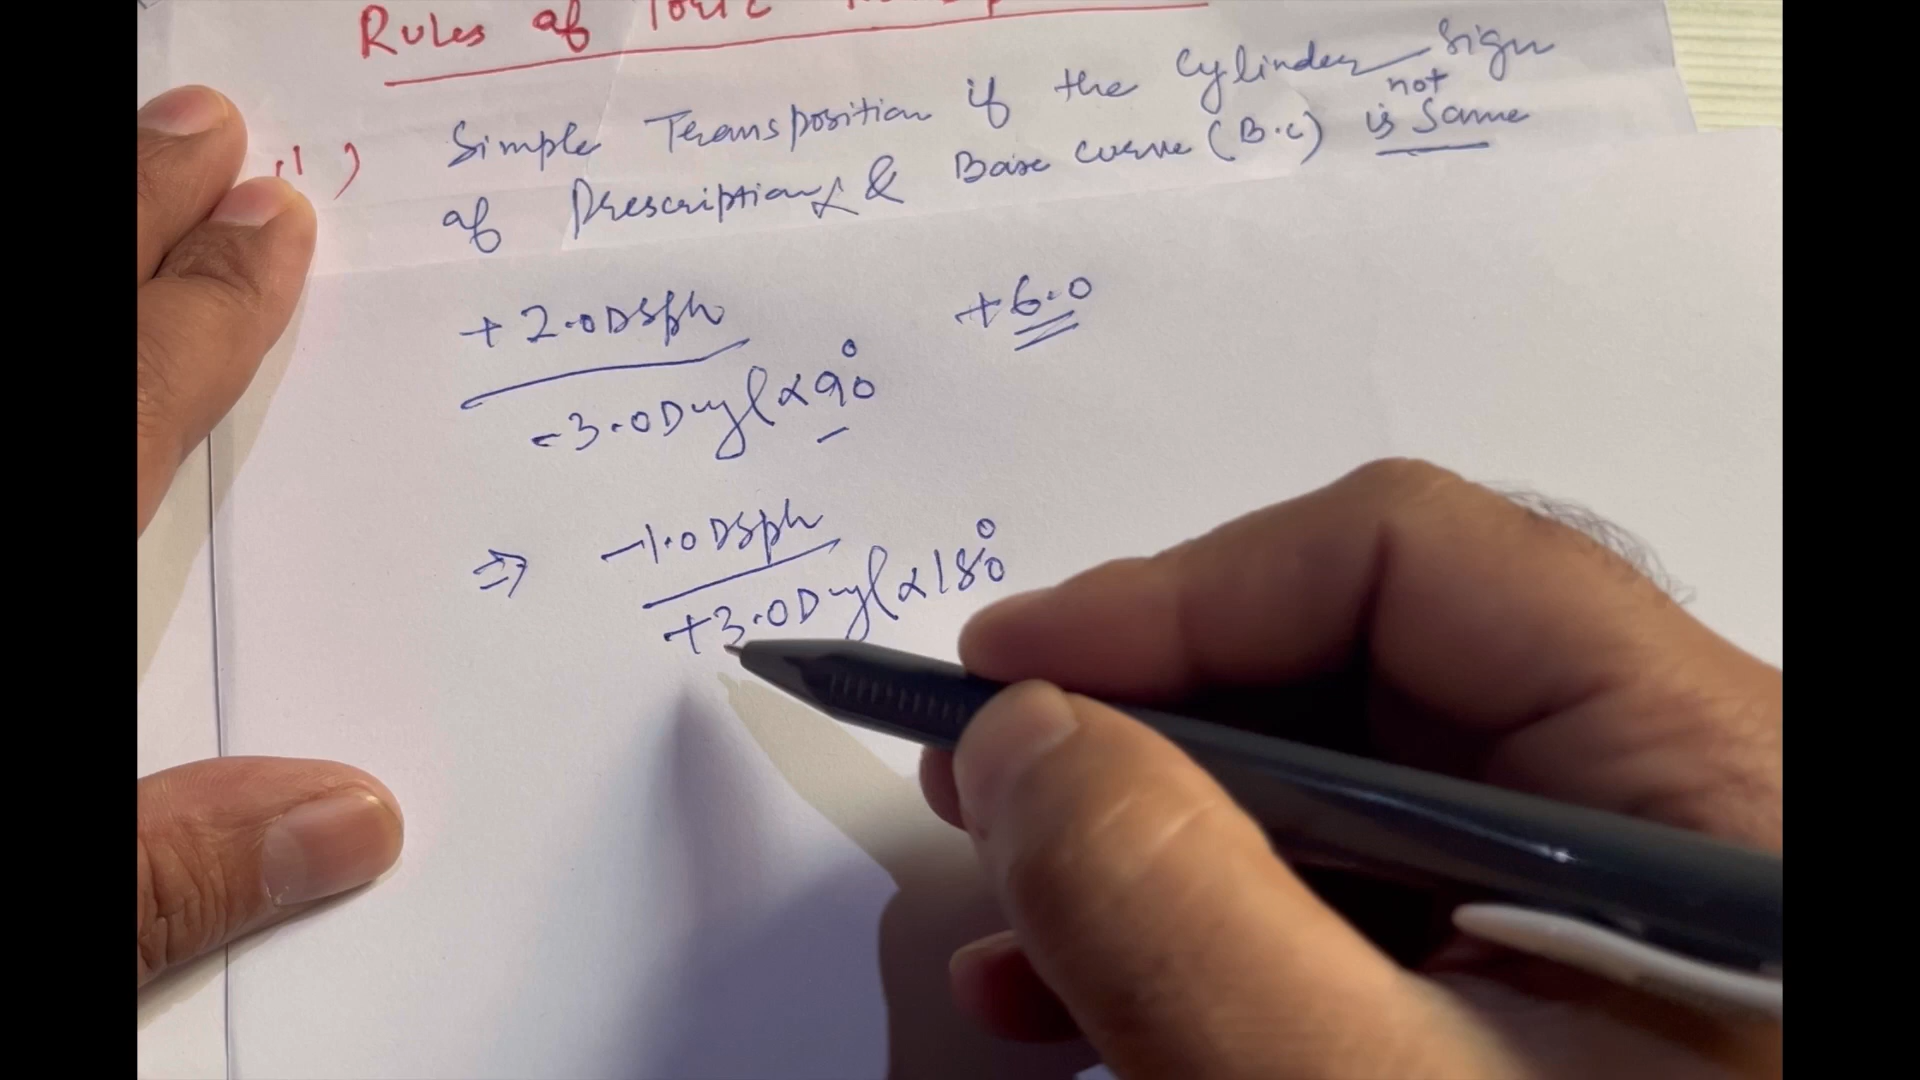 Rules of Toric
(1) Simple Transposition if the cylinder sign
not
of Prescription & Base curve (B.C) is same
+2.0Dsph +6.0
-3.0Dcyl x 90°
⇒ -1.0Dsph
+3.0Dcyl x 180°